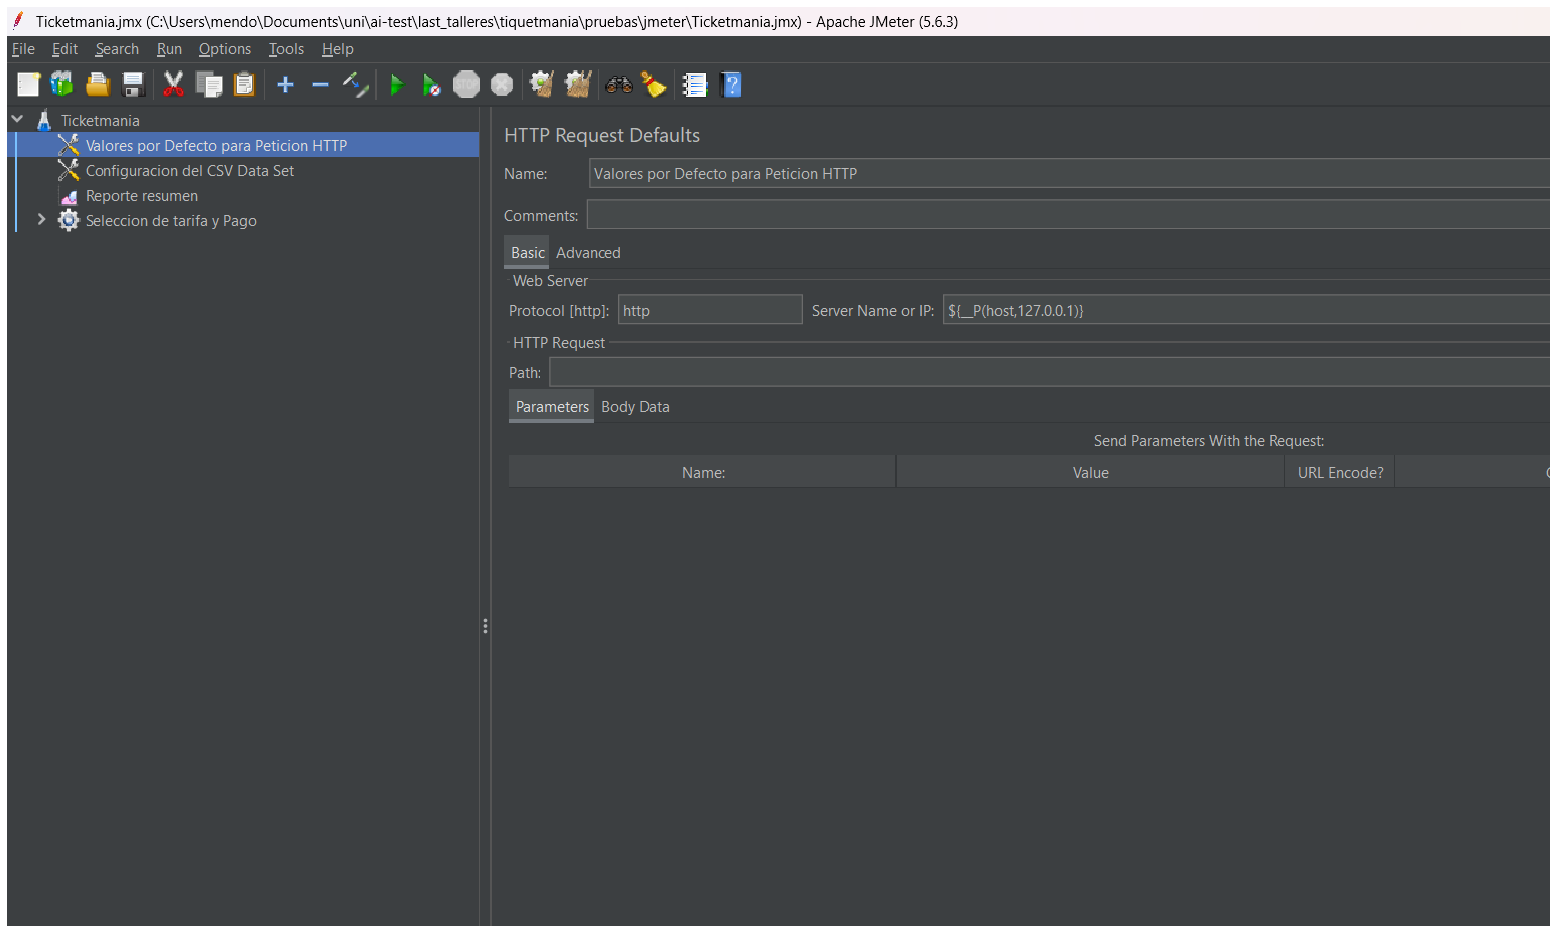 Ticketmania.jmx (C:\Users\mendo\Documents\uni\ai-test\last_talleres\tiquetmania\pruebas\jmeter\Ticketmania.jmx) - Apache JMeter (5.6.3)
File Edit Search Run Options Tools Help
STOP
Ticketmania
Valores por Defecto para Peticion HTTP
Configuracion del CSV Data Set
Reporte resumen
Seleccion de tarifa y Pago
HTTP Request Defaults
Name: Valores por Defecto para Peticion HTTP
Comments:
Basic Advanced
Web Server
Protocol [http]: http Server Name or IP: ${__P(host,127.0.0.1)}
HTTP Request
Path:
Parameters Body Data
Send Parameters With the Request:
Name: Value URL Encode?